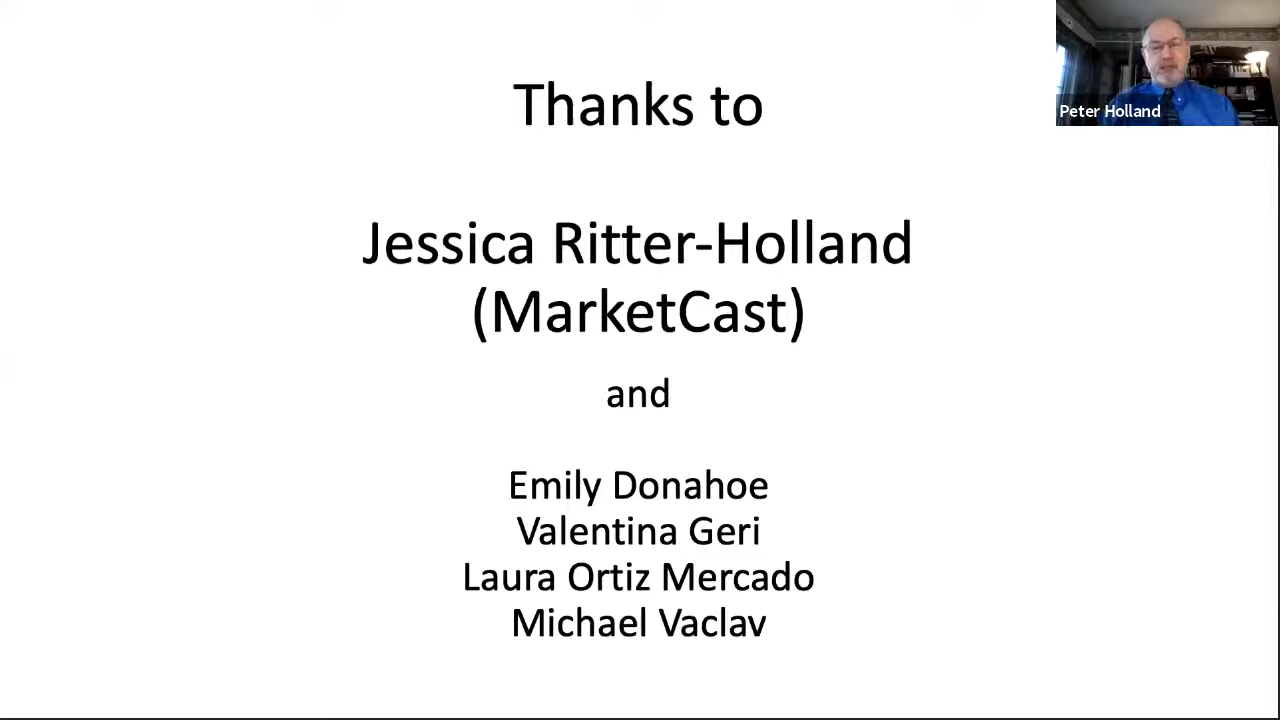 Thanks to
Peter Holland
Jessica Ritter-Holland
(MarketCast)
and
Emily Donahoe
Valentina Geri
Laura Ortiz Mercado
Michael Vaclav